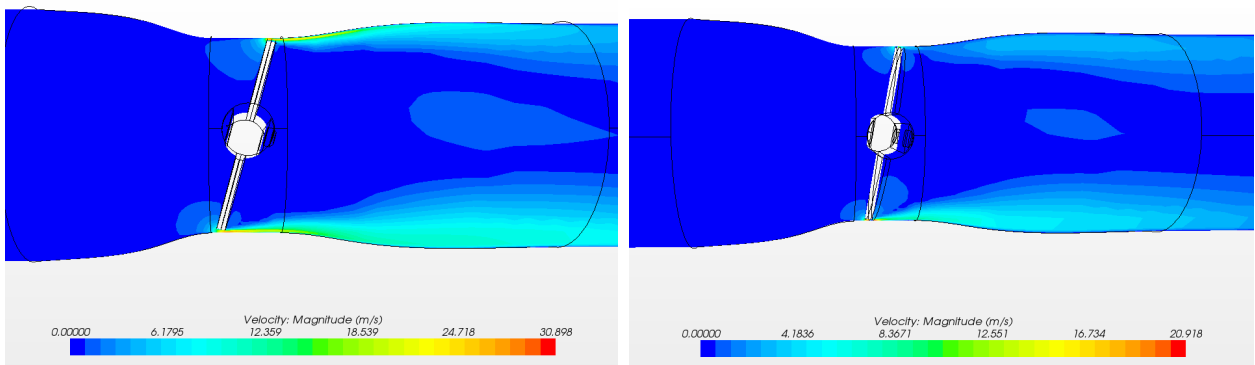 Velocity: Magnitude (m/s)
0.00000 6.1795 12.359 18.539 24.718 30.898
Velocity: Magnitude (m/s)
0.00000 4.1836 8.3671 12.551 16.734 20.918